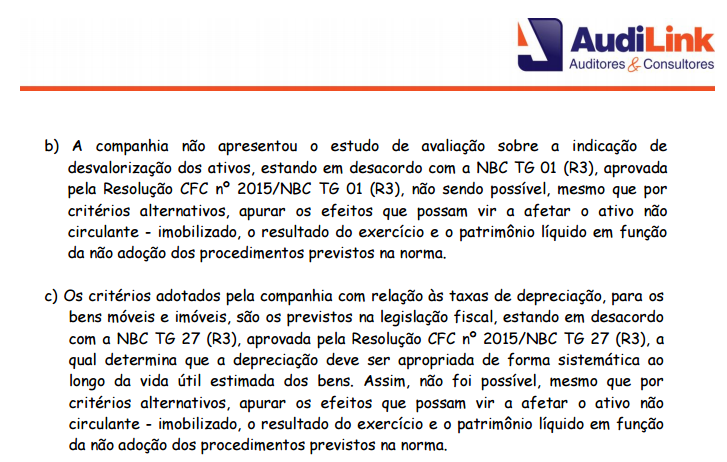 AudiLink
Auditores & Consultores
b) A companhia não apresentou o estudo de avaliação sobre a indicação de
desvalorização dos ativos, estando em desacordo com a NBC TG 01 (R3), aprovada
pela Resolução CFC nº 2015/NBC TG 01 (R3), não sendo possível, mesmo que por
critérios alternativos, apurar os efeitos que possam vir a afetar o ativo não
circulante - imobilizado, o resultado do exercício e o patrimônio líquido em função
da não adoção dos procedimentos previstos na norma.
c) Os critérios adotados pela companhia com relação às taxas de depreciação, para os
bens móveis e imóveis, são os previstos na legislação fiscal, estando em desacordo
com a NBC TG 27 (R3), aprovada pela Resolução CFC nº 2015/NBC TG 27 (R3), a
qual determina que a depreciação deve ser apropriada de forma sistemática ao
longo da vida útil estimada dos bens. Assim, não foi possível, mesmo que por
critérios alternativos, apurar os efeitos que possam vir a afetar o ativo não
circulante - imobilizado, o resultado do exercício e o patrimônio líquido em função
da não adoção dos procedimentos previstos na norma.